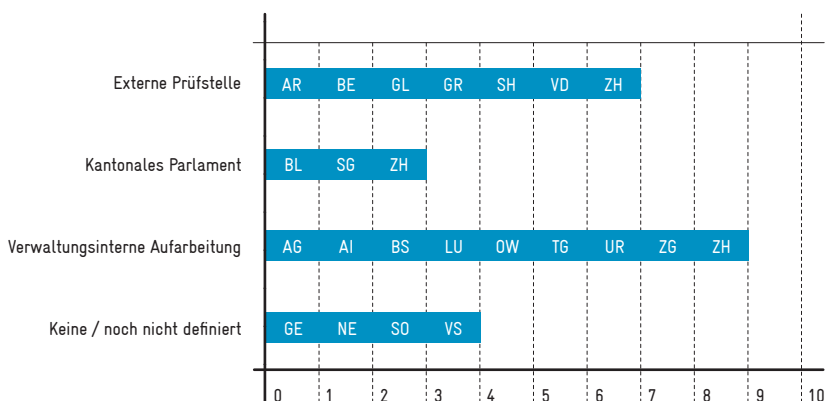 Externe Prüfstelle AR BE GL GR SH VD ZH
Kantonales Parlament BL SG ZH
Verwaltungsinterne Aufarbeitung AG AI BS LU OW TG UR ZG ZH
Keine / noch nicht definiert GE NE SO VS
0 1 2 3 4 5 6 7 8 9 10